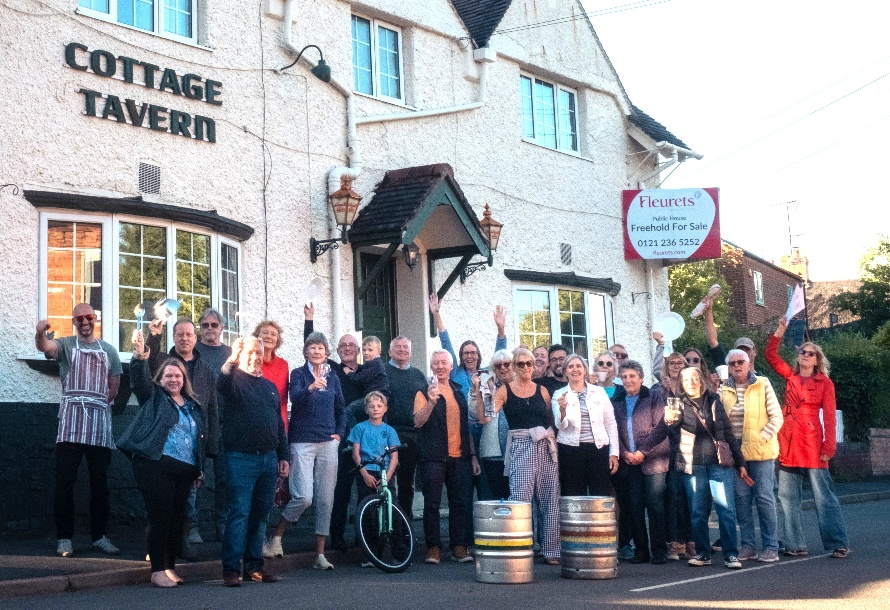 COTTAGE
TAVERN
Fleurets
Public House
Freehold For Sale
0121 236 5252
fleurets.com